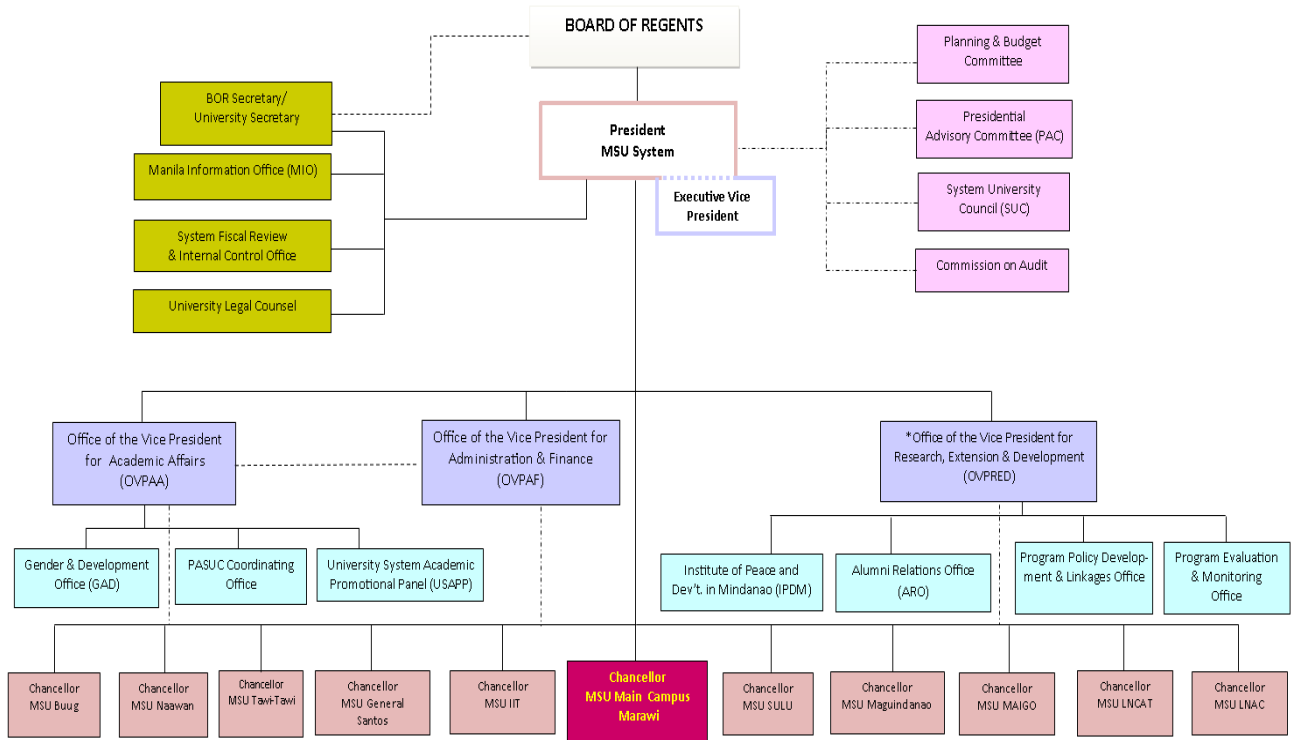 BOARD OF REGENTS
Planning & Budget
Committee
BOR Secretary/
University Secretary
President
MSU System
Presidential
Advisory Committee (PAC)
Manila Information Office (MIO)
Executive Vice
President
System University
Council (SUC)
System Fiscal Review
& Internal Control Office
Commission on Audit
University Legal Counsel
Office of the Vice President
for Academic Affairs
(OVPAA)
Office of the Vice President for
Administration & Finance
(OVPAF)
*Office of the Vice President for
Research, Extension & Development
(OVPRED)
Gender & Development
Office (GAD)
PASUC Coordinating
Office
University System Academic
Promotional Panel (USAPP)
Institute of Peace and
Dev't. in Mindanao (IPDM)
Alumni Relations Office
(ARO)
Program Policy Develop-
ment & Linkages Office
Program Evaluation
& Monitoring
Office
Chancellor
MSU Buug
Chancellor
MSU Naawan
Chancellor
MSU Tawi-Tawi
Chancellor
MSU General
Santos
Chancellor
MSU IIT
Chancellor
MSU Main Campus
Marawi
Chancellor
MSU SULU
Chancellor
MSU Maguindanao
Chancellor
MSU MAIGO
Chancellor
MSU LNCAT
Chancellor
MSU LNAC